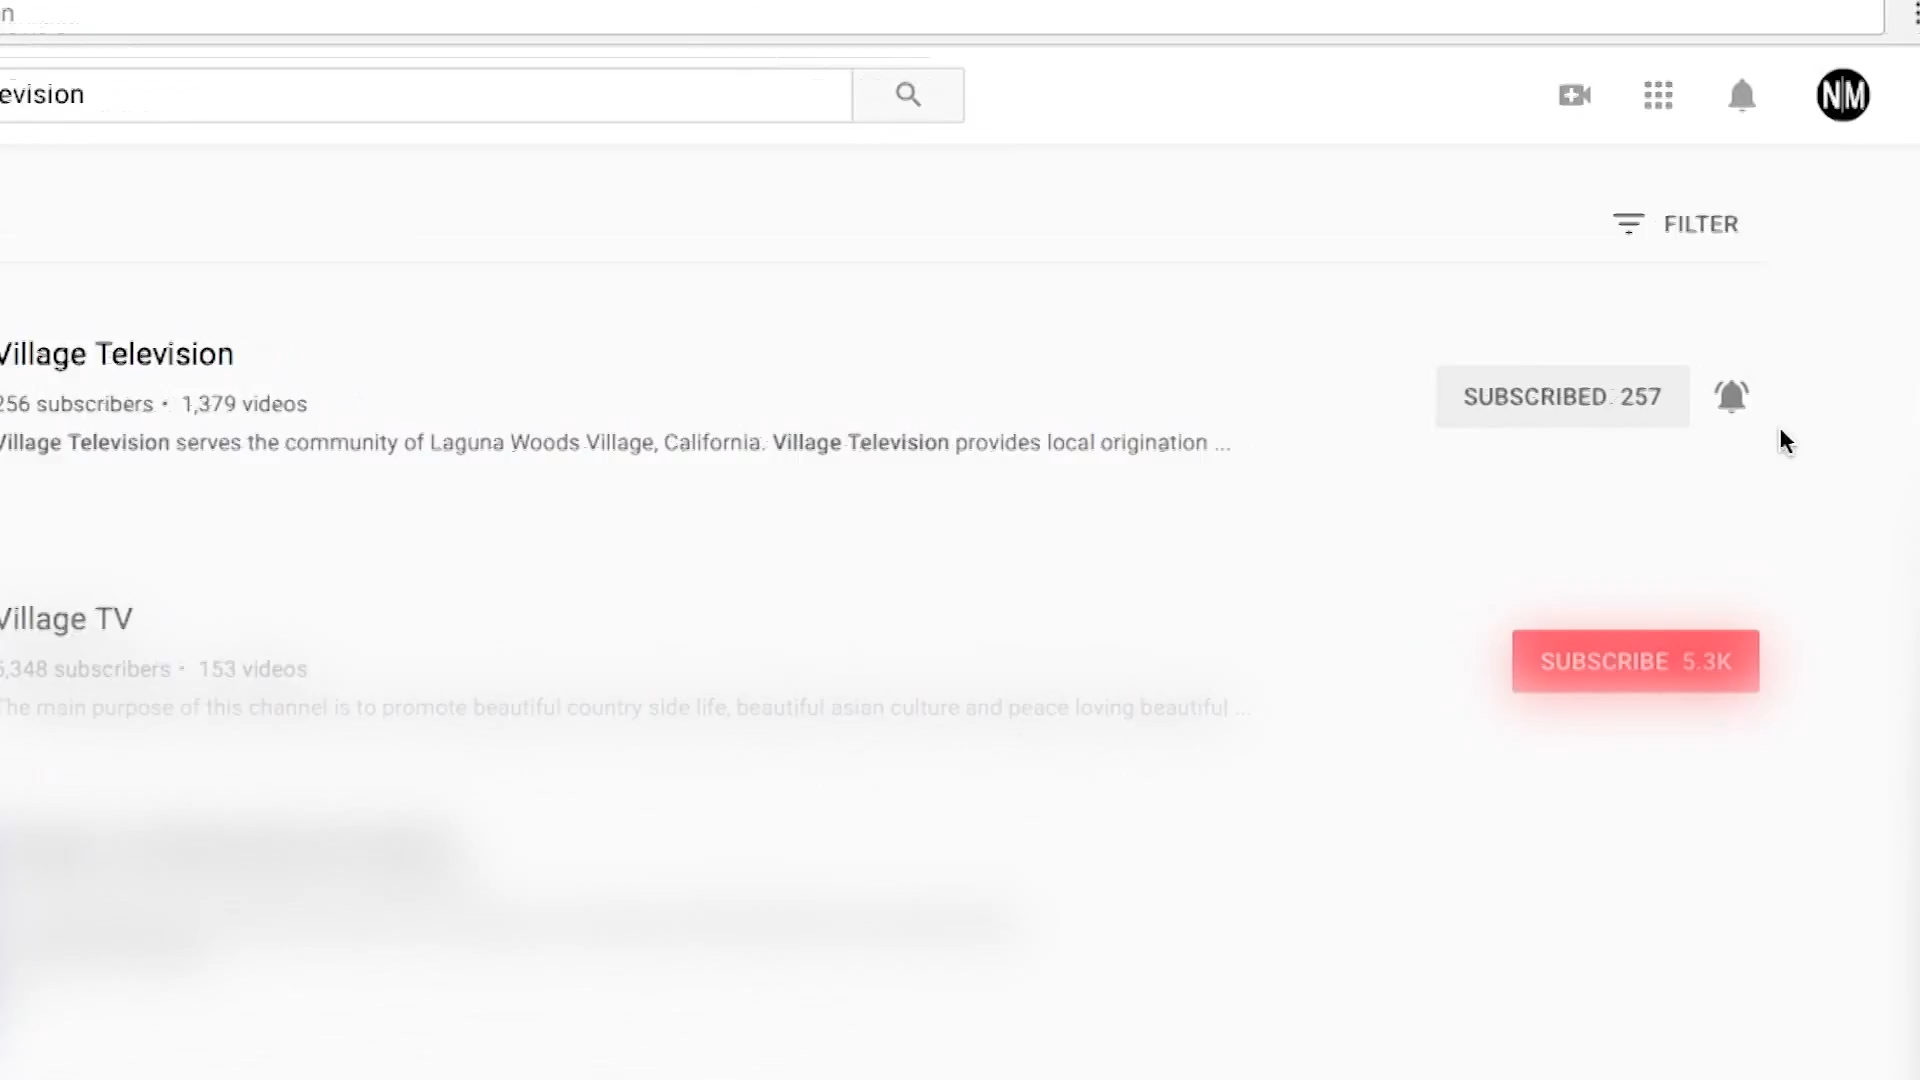 n
evision
N|M
FILTER
Village Television
256 subscribers • 1,379 videos
SUBSCRIBED 257
Village Television serves the community of Laguna Woods Village, California. Village Television provides local origination ...
Village TV
5,348 subscribers • 153 videos
SUBSCRIBE 5.3K
The main purpose of this channel is to promote beautiful country side life, beautiful asian culture and peace loving beautiful ...